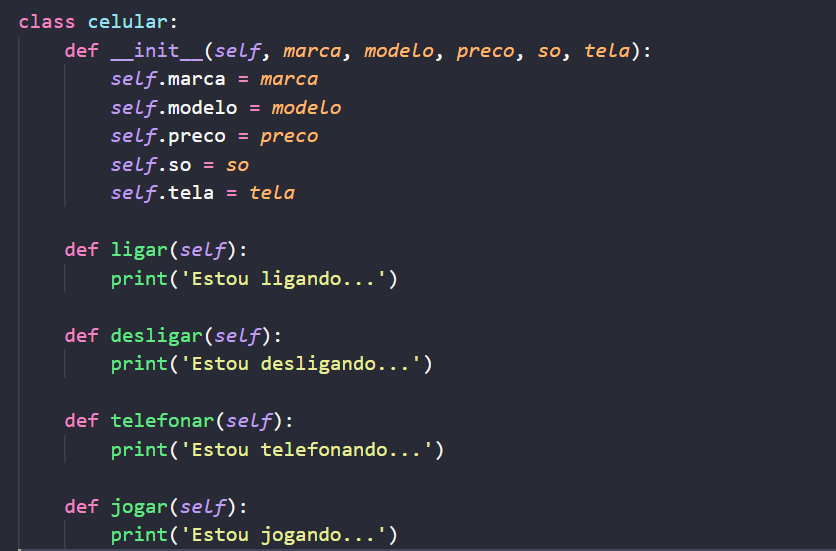 class celular:
    def __init__(self, marca, modelo, preco, so, tela):
        self.marca = marca
        self.modelo = modelo
        self.preco = preco
        self.so = so
        self.tela = tela

    def ligar(self):
        print('Estou ligando...')

    def desligar(self):
        print('Estou desligando...')

    def telefonar(self):
        print('Estou telefonando...')

    def jogar(self):
        print('Estou jogando...')